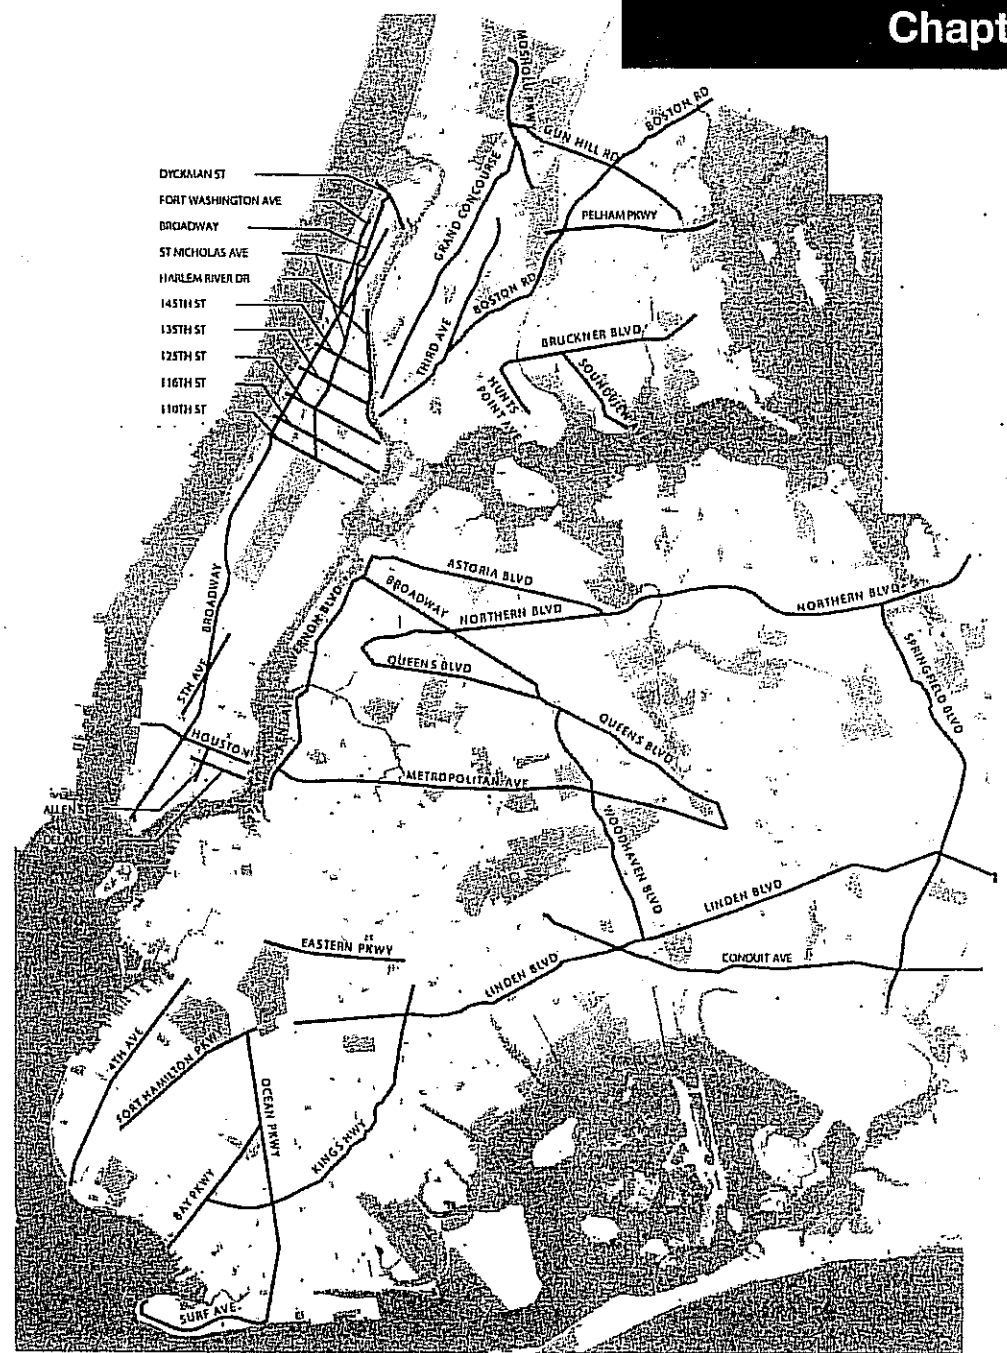 Chapt
MOSHOLU PKWY
BOSTON RD
GUN HILL RD
GRAND CONCOURSE
PELHAM PKWY
DYCKMAN ST
FORT WASHINGTON AVE
BROADWAY
ST NICHOLAS AVE
HARLEM RIVER DR
145TH ST
135TH ST
125TH ST
116TH ST
110TH ST
BOSTON RD
THIRD AVE
BRUCKNER BLVD
SOUNDVIEW
HUNTS
POINT AVE
ASTORIA BLVD
BROADWAY
NORTHERN BLVD
NORTHERN BLVD
BROADWAY
VERNON BLVD
QUEENS BLVD
SPRINGFIELD BLVD
5TH AVE
KENT AVE
QUEENS BLVD
HOUSTON
METROPOLITAN AVE
ALLEN ST
DELANCEY ST
WOODHAVEN BLVD
LINDEN BLVD
EASTERN PKWY
CONDUIT AVE
LINDEN BLVD
4TH AVE
FORT HAMILTON PKWY
OCEAN PKWY
KINGS HWY
BAY PKWY
SURF AVE